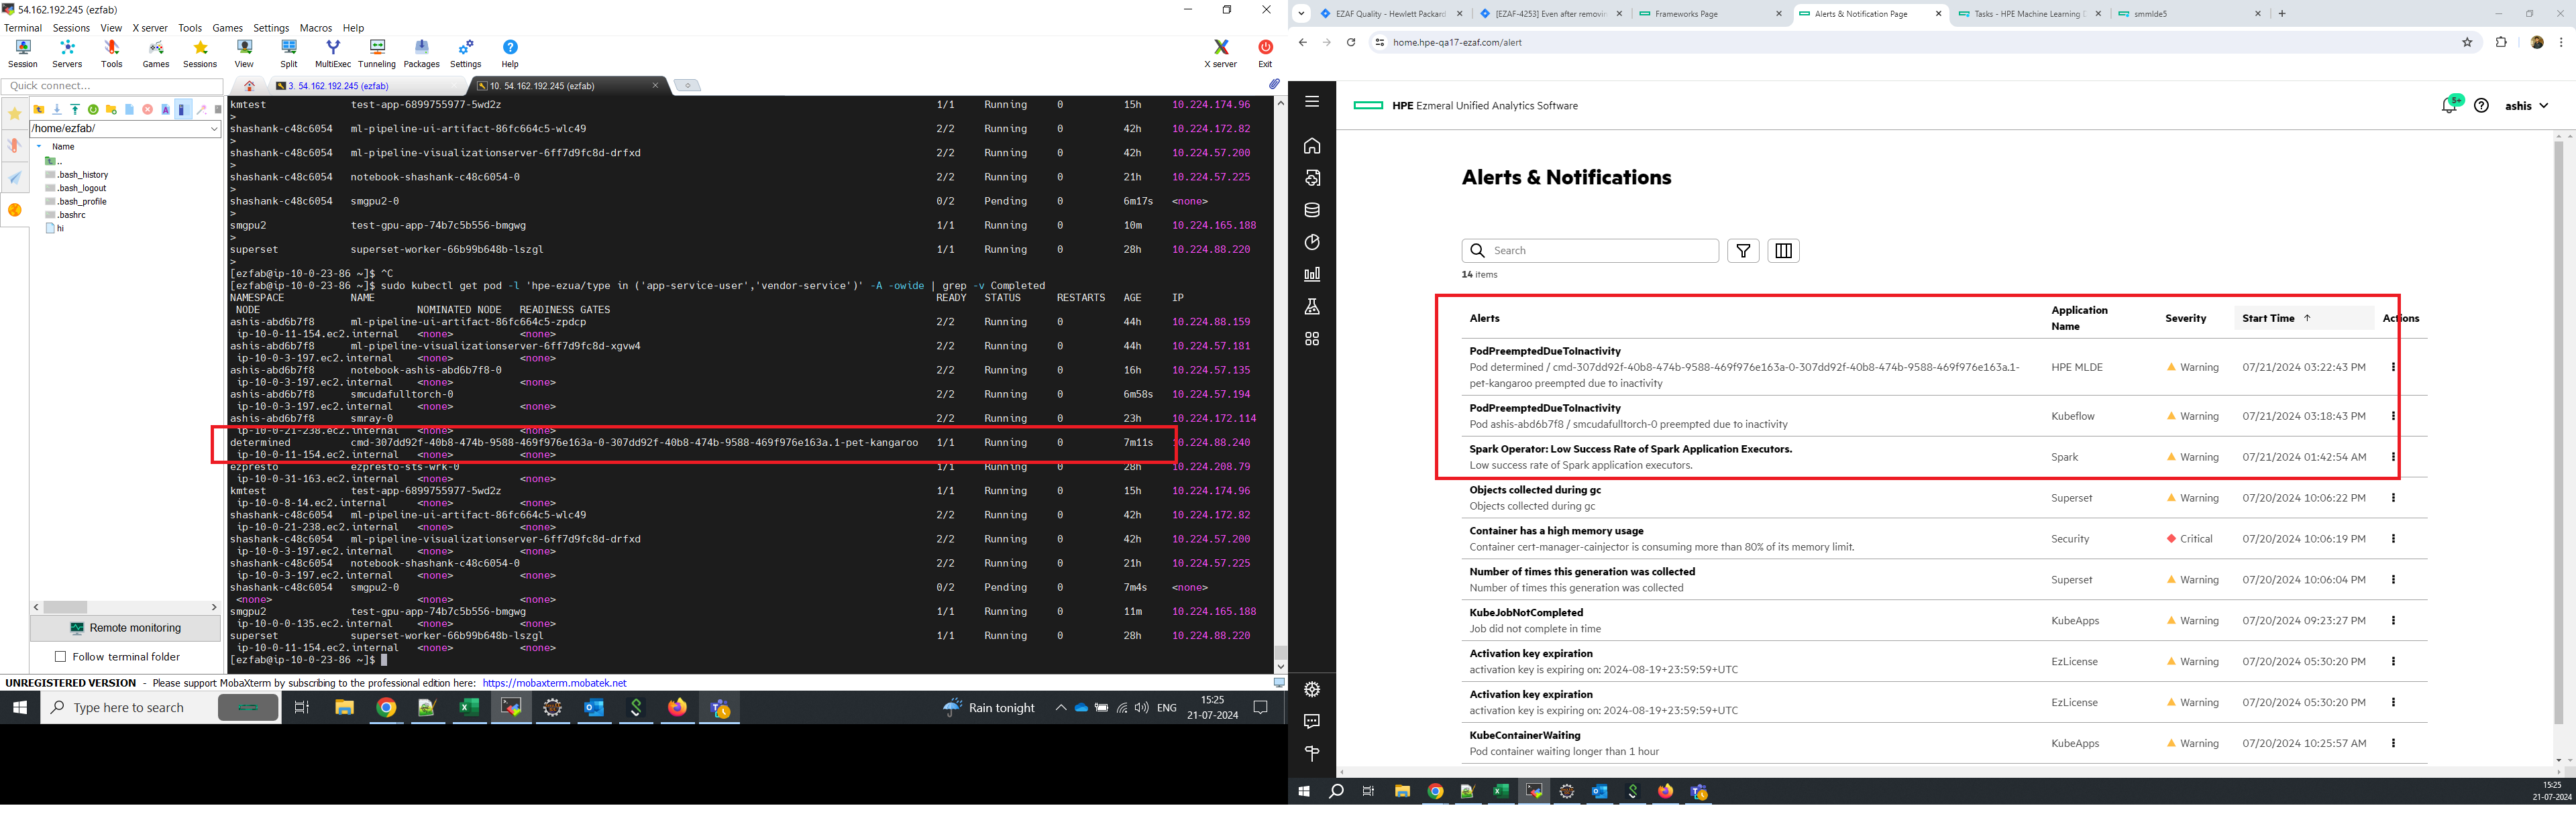 54.162.192.245 (ezfab)
Terminal Sessions View X server Tools Games Settings Macros Help
Session Servers Tools Games Sessions View Split MultiExec Tunneling Packages Settings Help X server Exit
Quick connect...
3. 54.162.192.245 (ezfab)
10. 54.162.192.245 (ezfab)
/home/ezfab/
Name
..
.bash_history
.bash_logout
.bash_profile
.bashrc
hi
Remote monitoring
Follow terminal folder
kmtest test-app-6899755977-5wd2z 1/1 Running 0 15h 10.224.174.96
>
shashank-c48c6054 ml-pipeline-ui-artifact-86fc664c5-wlc49 2/2 Running 0 42h 10.224.172.82
>
shashank-c48c6054 ml-pipeline-visualizationserver-6ff7d9fc8d-drfxd 2/2 Running 0 42h 10.224.57.200
>
shashank-c48c6054 notebook-shashank-c48c6054-0 2/2 Running 0 21h 10.224.57.225
>
shashank-c48c6054 smgpu2-0 0/2 Pending 0 6m17s <none>
>
smgpu2 test-gpu-app-74b7c5b556-bmgwg 1/1 Running 0 10m 10.224.165.188
>
superset superset-worker-66b99b648b-lszgl 1/1 Running 0 28h 10.224.88.220
>
[ezfab@ip-10-0-23-86 ~]$ ^C
[ezfab@ip-10-0-23-86 ~]$ sudo kubectl get pod -l 'hpe-ezua/type in ('app-service-user','vendor-service')' -A -owide | grep -v Completed
NAMESPACE NAME READY STATUS RESTARTS AGE IP
NODE NOMINATED NODE READINESS GATES
ashis-abd6b7f8 ml-pipeline-ui-artifact-86fc664c5-zpdcp 2/2 Running 0 44h 10.224.88.159
ip-10-0-11-154.ec2.internal <none> <none>
ashis-abd6b7f8 ml-pipeline-visualizationserver-6ff7d9fc8d-xgvw4 2/2 Running 0 44h 10.224.57.181
ip-10-0-3-197.ec2.internal <none> <none>
ashis-abd6b7f8 notebook-ashis-abd6b7f8-0 2/2 Running 0 16h 10.224.57.135
ip-10-0-3-197.ec2.internal <none> <none>
ashis-abd6b7f8 smcudafulltorch-0 2/2 Running 0 6m58s 10.224.57.194
ip-10-0-3-197.ec2.internal <none> <none>
ashis-abd6b7f8 smray-0 2/2 Running 0 23h 10.224.172.114
ip-10-0-21-238.ec2.internal <none> <none>
determined cmd-307dd92f-40b8-474b-9588-469f976e163a-0-307dd92f-40b8-474b-9588-469f976e163a.1-pet-kangaroo 1/1 Running 0 7m11s 10.224.88.240
ip-10-0-11-154.ec2.internal <none> <none>
ezpresto ezpresto-sts-wrk-0 1/1 Running 0 28h 10.224.208.79
ip-10-0-31-163.ec2.internal <none> <none>
kmtest test-app-6899755977-5wd2z 1/1 Running 0 15h 10.224.174.96
ip-10-0-8-14.ec2.internal <none> <none>
shashank-c48c6054 ml-pipeline-ui-artifact-86fc664c5-wlc49 2/2 Running 0 42h 10.224.172.82
ip-10-0-21-238.ec2.internal <none> <none>
shashank-c48c6054 ml-pipeline-visualizationserver-6ff7d9fc8d-drfxd 2/2 Running 0 42h 10.224.57.200
ip-10-0-3-197.ec2.internal <none> <none>
shashank-c48c6054 notebook-shashank-c48c6054-0 2/2 Running 0 21h 10.224.57.225
ip-10-0-3-197.ec2.internal <none> <none>
shashank-c48c6054 smgpu2-0 0/2 Pending 0 7m4s <none>
<none> <none> <none>
smgpu2 test-gpu-app-74b7c5b556-bmgwg 1/1 Running 0 11m 10.224.165.188
ip-10-0-0-135.ec2.internal <none> <none>
superset superset-worker-66b99b648b-lszgl 1/1 Running 0 28h 10.224.88.220
ip-10-0-11-154.ec2.internal <none> <none>
[ezfab@ip-10-0-23-86 ~]$
UNREGISTERED VERSION - Please support MobaXterm by subscribing to the professional edition here: https://mobaxterm.mobatek.net
Type here to search
Rain tonight
ENG
15:25
21-07-2024
EZAF Quality - Hewlett Packard
[EZAF-4253] Even after removin
Frameworks Page
Alerts & Notification Page
Tasks - HPE Machine Learning D
smmlde5
home.hpe-qa17-ezaf.com/alert
HPE Ezmeral Unified Analytics Software
5+
ashis
Alerts & Notifications
Search
14 items
Alerts Application Name Severity Start Time Actions
PodPreemptedDueToInactivity
Pod determined / cmd-307dd92f-40b8-474b-9588-469f976e163a-0-307dd92f-40b8-474b-9588-469f976e163a.1-
pet-kangaroo preempted due to inactivity
HPE MLDE Warning 07/21/2024 03:22:43 PM
PodPreemptedDueToInactivity
Pod ashis-abd6b7f8 / smcudafulltorch-0 preempted due to inactivity
Kubeflow Warning 07/21/2024 03:18:43 PM
Spark Operator: Low Success Rate of Spark Application Executors.
Low success rate of Spark application executors.
Spark Warning 07/21/2024 01:42:54 AM
Objects collected during gc
Objects collected during gc
Superset Warning 07/20/2024 10:06:22 PM
Container has a high memory usage
Container cert-manager-cainjector is consuming more than 80% of its memory limit.
Security Critical 07/20/2024 10:06:19 PM
Number of times this generation was collected
Number of times this generation was collected
Superset Warning 07/20/2024 10:06:04 PM
KubeJobNotCompleted
Job did not complete in time
KubeApps Warning 07/20/2024 09:23:27 PM
Activation key expiration
activation key is expiring on: 2024-08-19+23:59:59+UTC
EzLicense Warning 07/20/2024 05:30:20 PM
Activation key expiration
activation key is expiring on: 2024-08-19+23:59:59+UTC
EzLicense Warning 07/20/2024 05:30:20 PM
KubeContainerWaiting
Pod container waiting longer than 1 hour
KubeApps Warning 07/20/2024 10:25:57 AM
15:25
21-07-2024